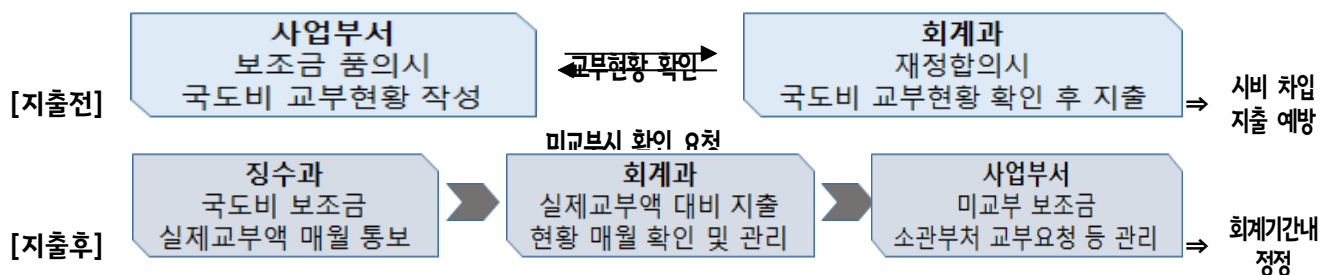 [지출전]
사업부서
보조금 품의시
국도비 교부현황 작성
교부현황 확인
미교부시 확인 요청
회계과
재정합의시
국도비 교부현황 확인 후 지출
⇒
시비 차입
지출 예방
[지출후]
징수과
국도비 보조금
실제교부액 매월 통보
회계과
실제교부액 대비 지출
현황 매월 확인 및 관리
사업부서
미교부 보조금
소관부처 교부요청 등 관리
⇒
회계기간내
정정